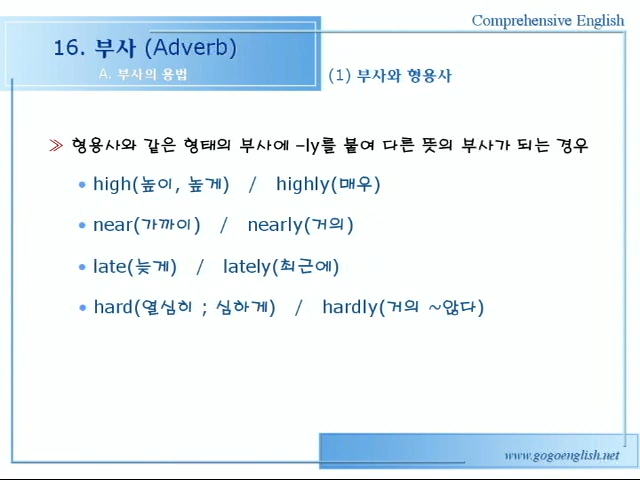 Comprehensive English
16. 부사 (Adverb)
A. 부사의 용법
(1) 부사와 형용사
≫ 형용사와 같은 형태의 부사에 –ly를 붙여 다른 뜻의 부사가 되는 경우
• high(높이, 높게) / highly(매우)
• near(가까이) / nearly(거의)
• late(늦게) / lately(최근에)
• hard(열심히 ; 심하게) / hardly(거의 ~않다)
www.gogoenglish.net